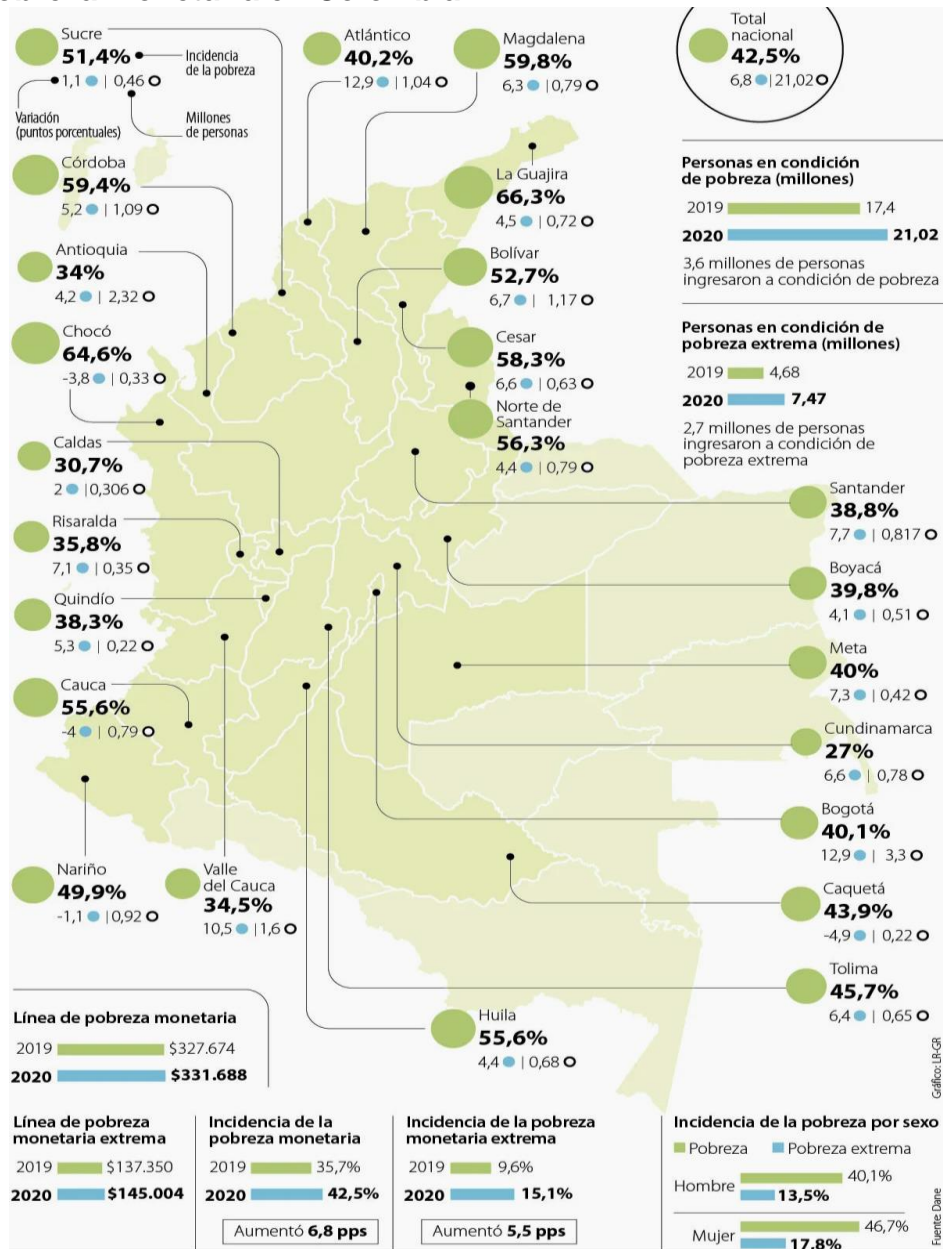 Sucre
51,4%
1,1 | 0,46
Incidencia
de la pobreza
Variación
(puntos porcentuales)
Millones
de personas
Atlántico
40,2%
12,9 | 1,04
Magdalena
59,8%
6,3 | 0,79
Total
nacional
42,5%
6,8 | 21,02
Córdoba
59,4%
5,2 | 1,09
Antioquia
34%
4,2 | 2,32
Chocó
64,6%
-3,8 | 0,33
Caldas
30,7%
2 | 0,306
Risaralda
35,8%
7,1 | 0,35
Quindío
38,3%
5,3 | 0,22
Cauca
55,6%
-4 | 0,79
Nariño
49,9%
-1,1 | 0,92
Valle
del Cauca
34,5%
10,5 | 1,6
La Guajira
66,3%
4,5 | 0,72
Bolívar
52,7%
6,7 | 1,17
Cesar
58,3%
6,6 | 0,63
Norte de
Santander
56,3%
4,4 | 0,79
Personas en condición
de pobreza (millones)
2019 17,4
2020 21,02
3,6 millones de personas
ingresaron a condición de pobreza
Personas en condición de
pobreza extrema (millones)
2019 4,68
2020 7,47
2,7 millones de personas
ingresaron a condición de
pobreza extrema
Santander
38,8%
7,7 | 0,817
Boyacá
39,8%
4,1 | 0,51
Meta
40%
7,3 | 0,42
Cundinamarca
27%
6,6 | 0,78
Bogotá
40,1%
12,9 | 3,3
Caquetá
43,9%
-4,9 | 0,22
Tolima
45,7%
6,4 | 0,65
Huila
55,6%
4,4 | 0,68
Línea de pobreza monetaria
2019 $327.674
2020 $331.688
Línea de pobreza
monetaria extrema
2019 $137.350
2020 $145.004
Incidencia de la
pobreza monetaria
2019 35,7%
2020 42,5%
Aumentó 6,8 pps
Incidencia de la pobreza
monetaria extrema
2019 9,6%
2020 15,1%
Aumentó 5,5 pps
Incidencia de la pobreza por sexo
Pobreza Pobreza extrema
Hombre 40,1%
13,5%
Mujer 46,7%
17,8%
Gráfico: LR-GR
Fuente: Dane